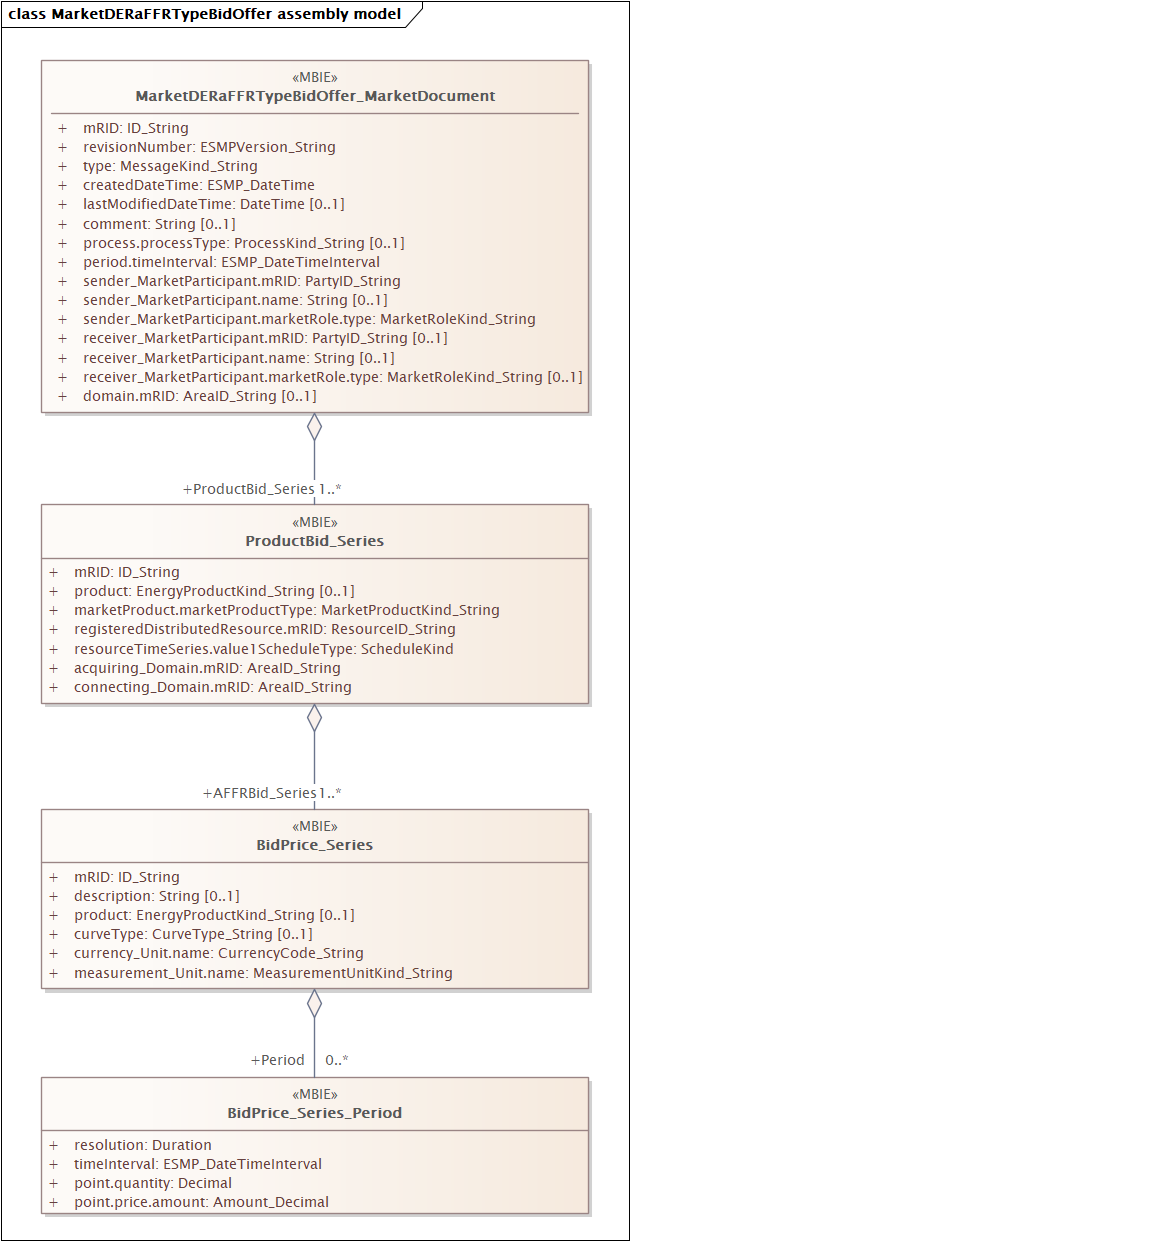 class MarketDERaFFRTypeBidOffer assembly model
«MBIE»
MarketDERaFFRTypeBidOffer_MarketDocument
+ mRID: ID_String
+ revisionNumber: ESMPVersion_String
+ type: MessageKind_String
+ createdDateTime: ESMP_DateTime
+ lastModifiedDateTime: DateTime [0..1]
+ comment: String [0..1]
+ process.processType: ProcessKind_String [0..1]
+ period.timeInterval: ESMP_DateTimeInterval
+ sender_MarketParticipant.mRID: PartyID_String
+ sender_MarketParticipant.name: String [0..1]
+ sender_MarketParticipant.marketRole.type: MarketRoleKind_String
+ receiver_MarketParticipant.mRID: PartyID_String [0..1]
+ receiver_MarketParticipant.name: String [0..1]
+ receiver_MarketParticipant.marketRole.type: MarketRoleKind_String [0..1]
+ domain.mRID: AreaID_String [0..1]
+ProductBid_Series 1..*
«MBIE»
ProductBid_Series
+ mRID: ID_String
+ product: EnergyProductKind_String [0..1]
+ marketProduct.marketProductType: MarketProductKind_String
+ registeredDistributedResource.mRID: ResourceID_String
+ resourceTimeSeries.value1ScheduleType: ScheduleKind
+ acquiring_Domain.mRID: AreaID_String
+ connecting_Domain.mRID: AreaID_String
+AFFRBid_Series 1..*
«MBIE»
BidPrice_Series
+ mRID: ID_String
+ description: String [0..1]
+ product: EnergyProductKind_String [0..1]
+ curveType: CurveType_String [0..1]
+ currency_Unit.name: CurrencyCode_String
+ measurement_Unit.name: MeasurementUnitKind_String
+Period 0..*
«MBIE»
BidPrice_Series_Period
+ resolution: Duration
+ timeInterval: ESMP_DateTimeInterval
+ point.quantity: Decimal
+ point.price.amount: Amount_Decimal